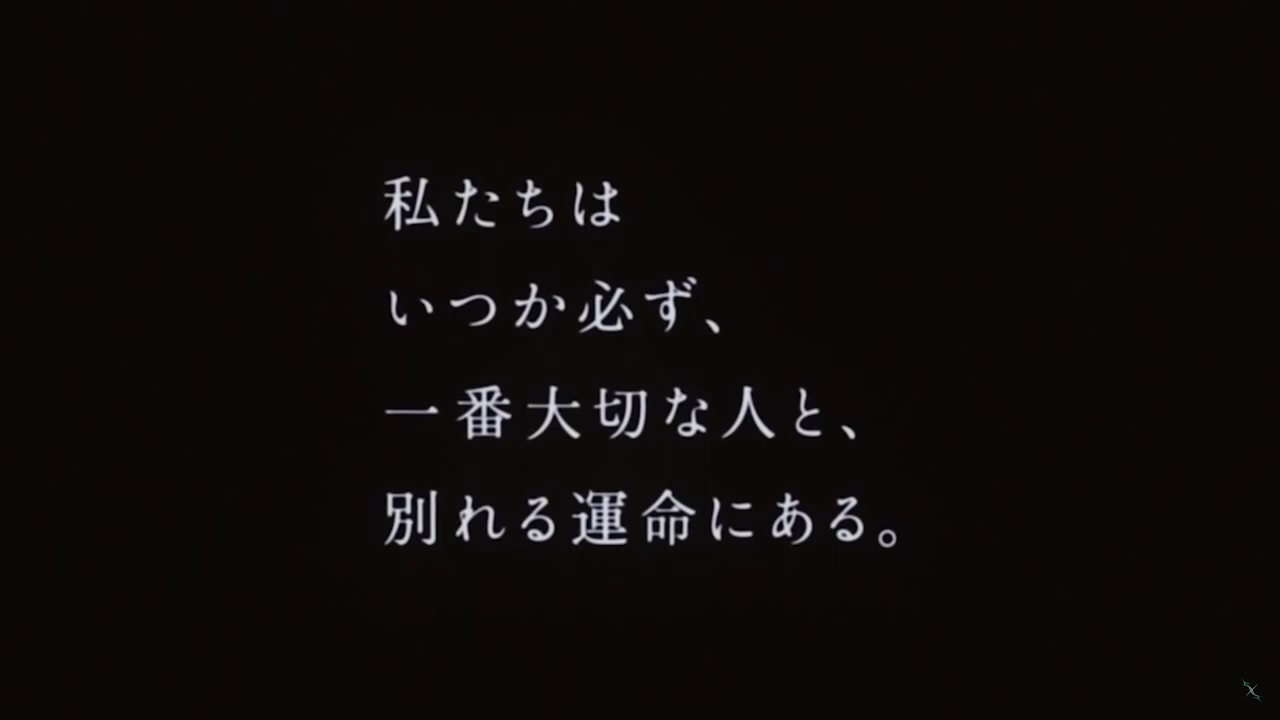 私たちは
いつか必ず、
一番大切な人と、
別れる運命にある。